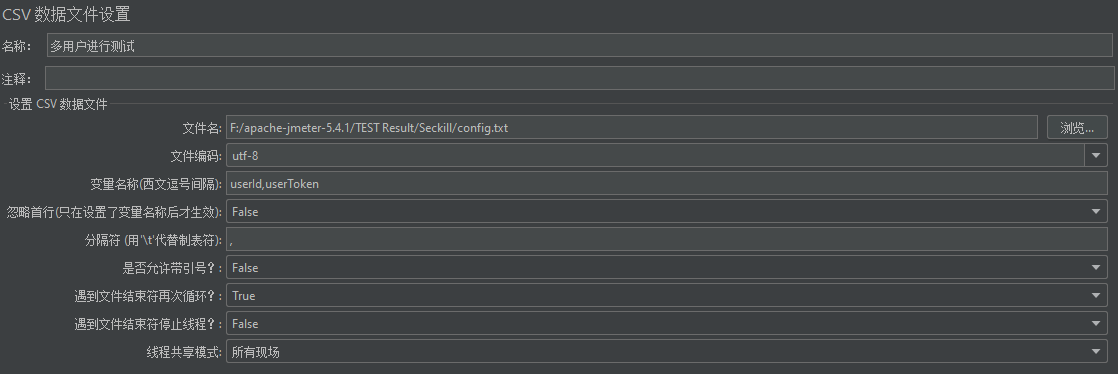 CSV 数据文件设置
名称： 多用户进行测试
注释：
设置 CSV 数据文件
文件名: F:/apache-jmeter-5.4.1/TEST Result/Seckill/config.txt 浏览...
文件编码: utf-8
变量名称(西文逗号间隔): userId,userToken
忽略首行(只在设置了变量名称后才生效): False
分隔符 (用'\t'代替制表符): ,
是否允许带引号?: False
遇到文件结束符再次循环?: True
遇到文件结束符停止线程?: False
线程共享模式: 所有现场